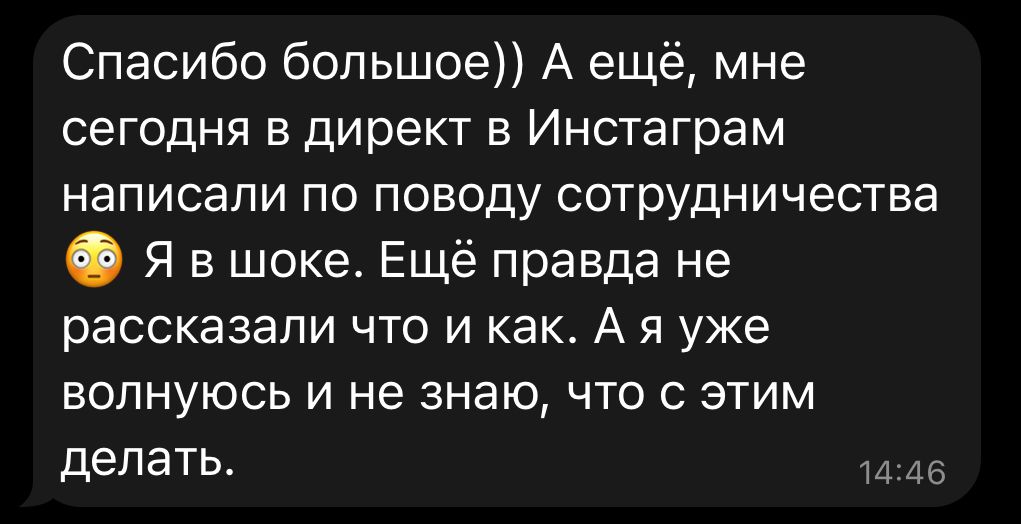 Спасибо большое)) А ещё, мне
сегодня в директ в Инстаграм
написали по поводу сотрудничества
😳 Я в шоке. Ещё правда не
рассказали что и как. А я уже
волнуюсь и не знаю, что с этим
делать.
14:46